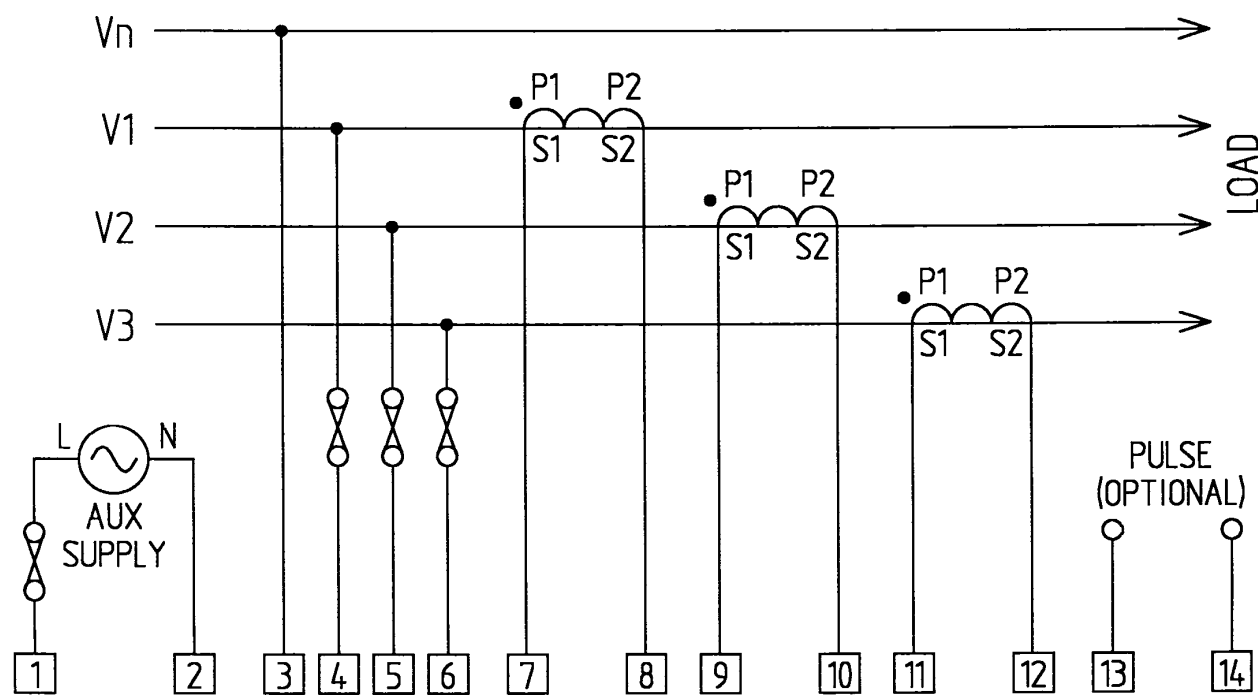 Vn
P1 P2
V1
S1 S2
P1 P2
V2
S1 S2
P1 P2
V3
S1 S2
LOAD
L N
AUX
SUPPLY
PULSE
(OPTIONAL)
1 2 3 4 5 6 7 8 9 10 11 12 13 14